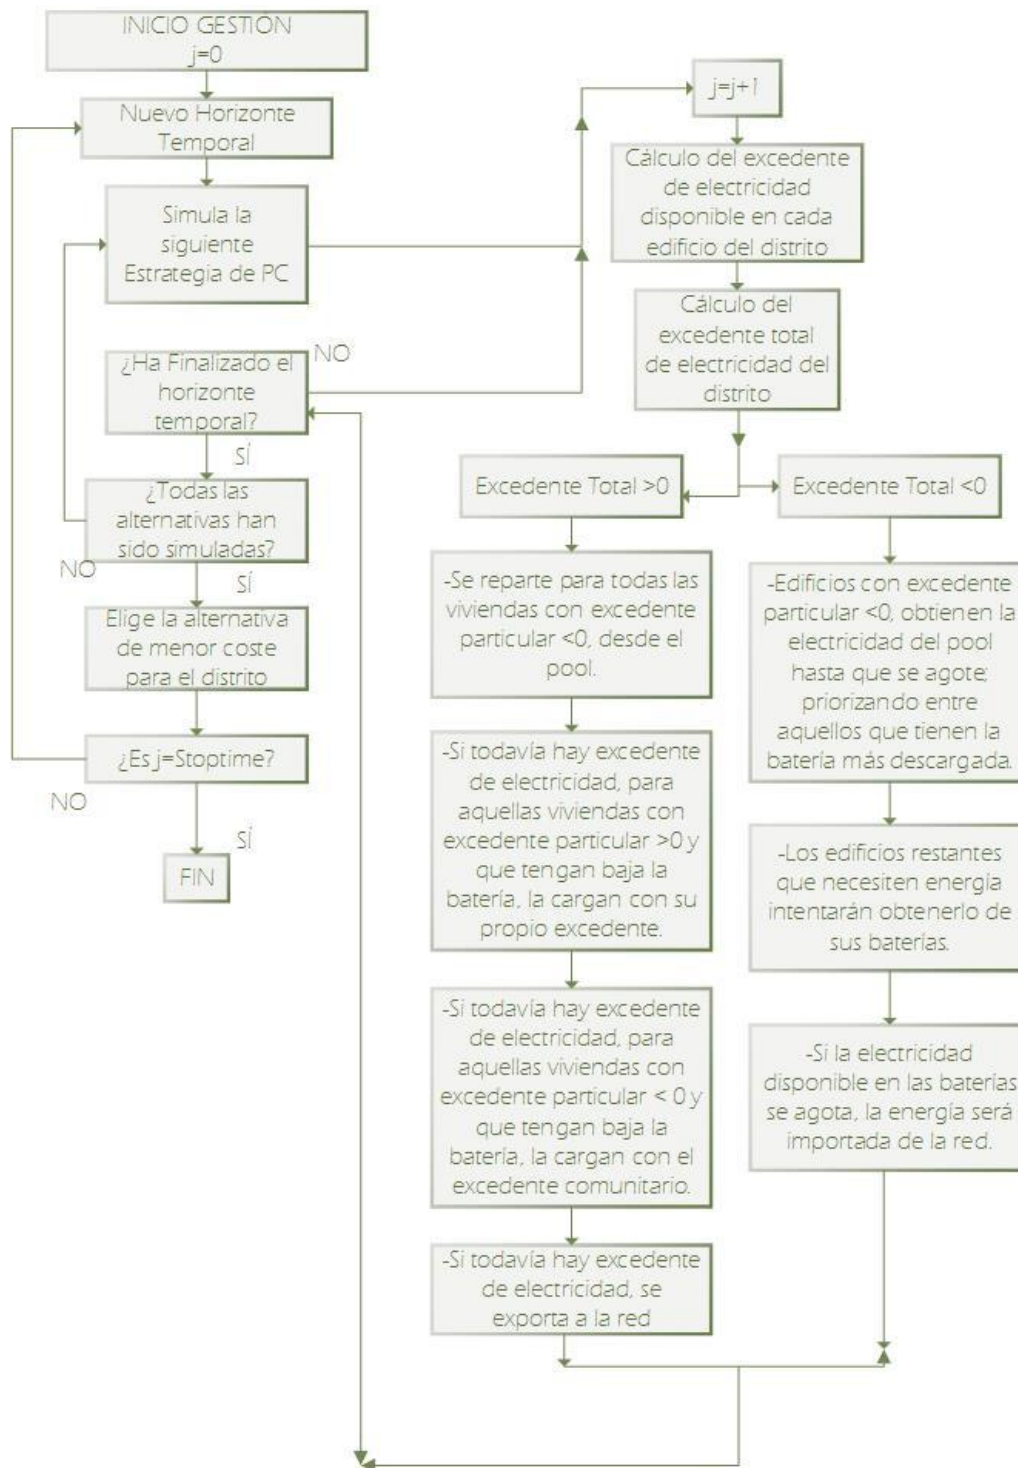 INICIO GESTIÓN
j=0
Nuevo Horizonte
Temporal
Simula la
siguiente
Estrategia de PC
¿Ha Finalizado el
horizonte
temporal?
NO
SÍ
¿Todas las
alternativas han
sido simuladas?
NO
SÍ
Elige la alternativa
de menor coste
para el distrito
¿Es j=Stoptime?
NO
SÍ
FIN
j=j+1
Cálculo del excedente
de electricidad
disponible en cada
edificio del distrito
Cálculo del
excedente total
de electricidad del
distrito
Excedente Total >0
-Se reparte para todas las
viviendas con excedente
particular <0, desde el
pool.
-Si todavía hay excedente
de electricidad, para
aquellas viviendas con
excedente particular >0 y
que tengan baja la
batería, la cargan con su
propio excedente.
-Si todavía hay excedente
de electricidad, para
aquellas viviendas con
excedente particular < 0 y
que tengan baja la
batería, la cargan con el
excedente comunitario.
-Si todavía hay excedente
de electricidad, se
exporta a la red
Excedente Total <0
-Edificios con excedente
particular <0, obtienen la
electricidad del pool
hasta que se agote;
priorizando entre
aquellos que tienen la
batería más descargada.
-Los edificios restantes
que necesiten energía
intentarán obtenerlo de
sus baterías.
-Si la electricidad
disponible en las baterías
se agota, la energía será
importada de la red.